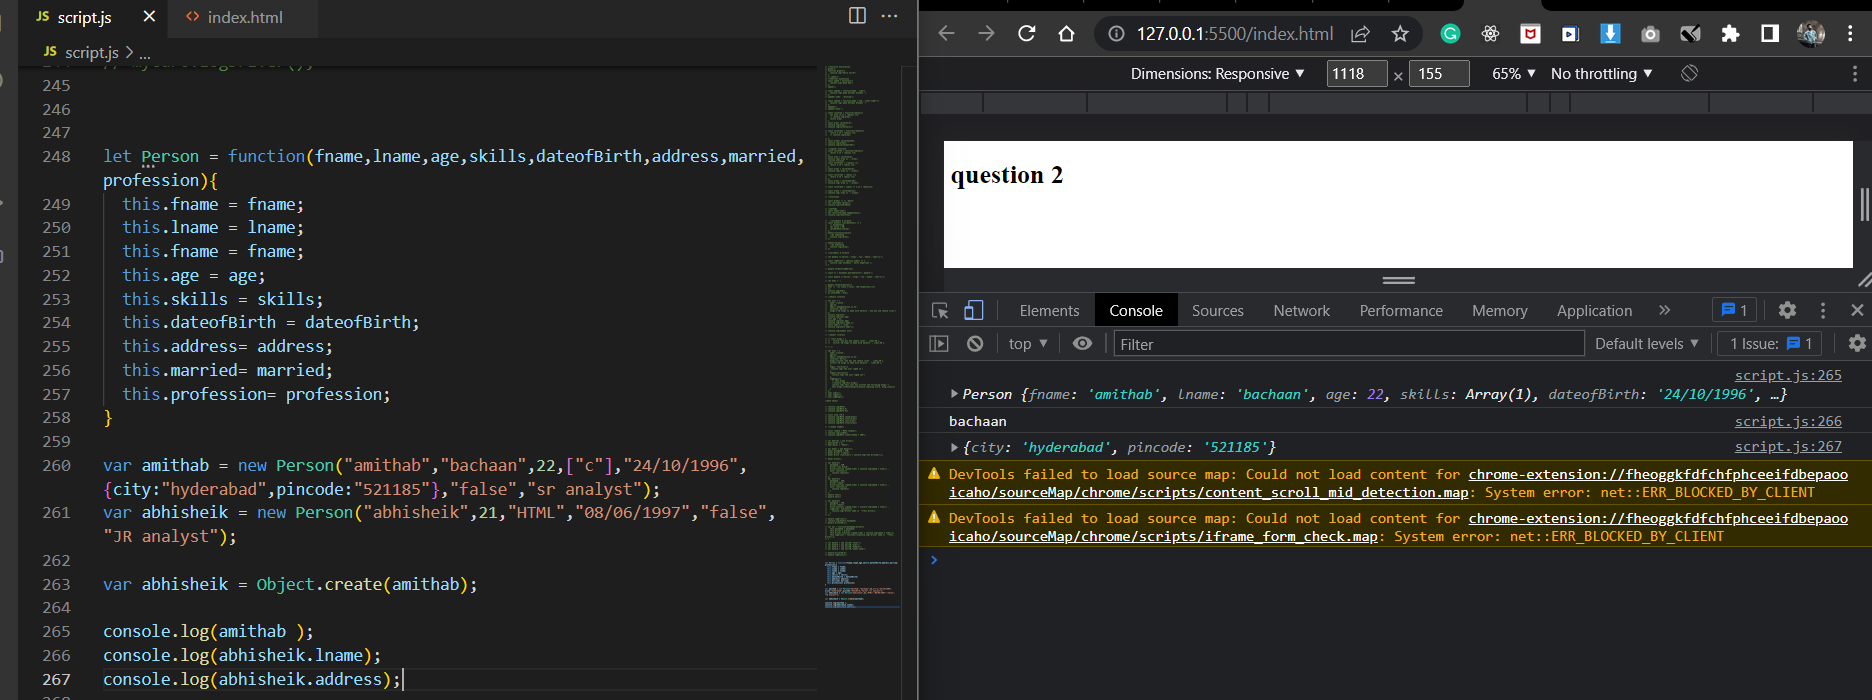 JS script.js
<> index.html
JS script.js > ...
245
246
247
248 let Person = function(fname,lname,age,skills,dateofBirth,address,married,
profession){
249 this.fname = fname;
250 this.lname = lname;
251 this.fname = fname;
252 this.age = age;
253 this.skills = skills;
254 this.dateofBirth = dateofBirth;
255 this.address= address;
256 this.married= married;
257 this.profession= profession;
258 }
259
260 var amithab = new Person("amithab","bachaan",22,["c"],"24/10/1996",
{city:"hyderabad",pincode:"521185"},"false","sr analyst");
261 var abhisheik = new Person("abhisheik",21,"HTML","08/06/1997","false",
"JR analyst");
262
263 var abhisheik = Object.create(amithab);
264
265 console.log(amithab );
266 console.log(abhisheik.lname);
267 console.log(abhisheik.address);
127.0.0.1:5500/index.html
Dimensions: Responsive ▼ 1118 × 155 65% ▼ No throttling ▼
question 2
Elements Console Sources Network Performance Memory Application » 1
top ▼ Filter Default levels ▼ 1 Issue: 1
script.js:265
Person {fname: 'amithab', lname: 'bachaan', age: 22, skills: Array(1), dateofBirth: '24/10/1996', …}
bachaan script.js:266
{city: 'hyderabad', pincode: '521185'} script.js:267
DevTools failed to load source map: Could not load content for chrome-extension://fheoggkfdfchfphceeifdbepaoo
icaho/sourceMap/chrome/scripts/content_scroll_mid_detection.map: System error: net::ERR_BLOCKED_BY_CLIENT
DevTools failed to load source map: Could not load content for chrome-extension://fheoggkfdfchfphceeifdbepaoo
icaho/sourceMap/chrome/scripts/iframe_form_check.map: System error: net::ERR_BLOCKED_BY_CLIENT